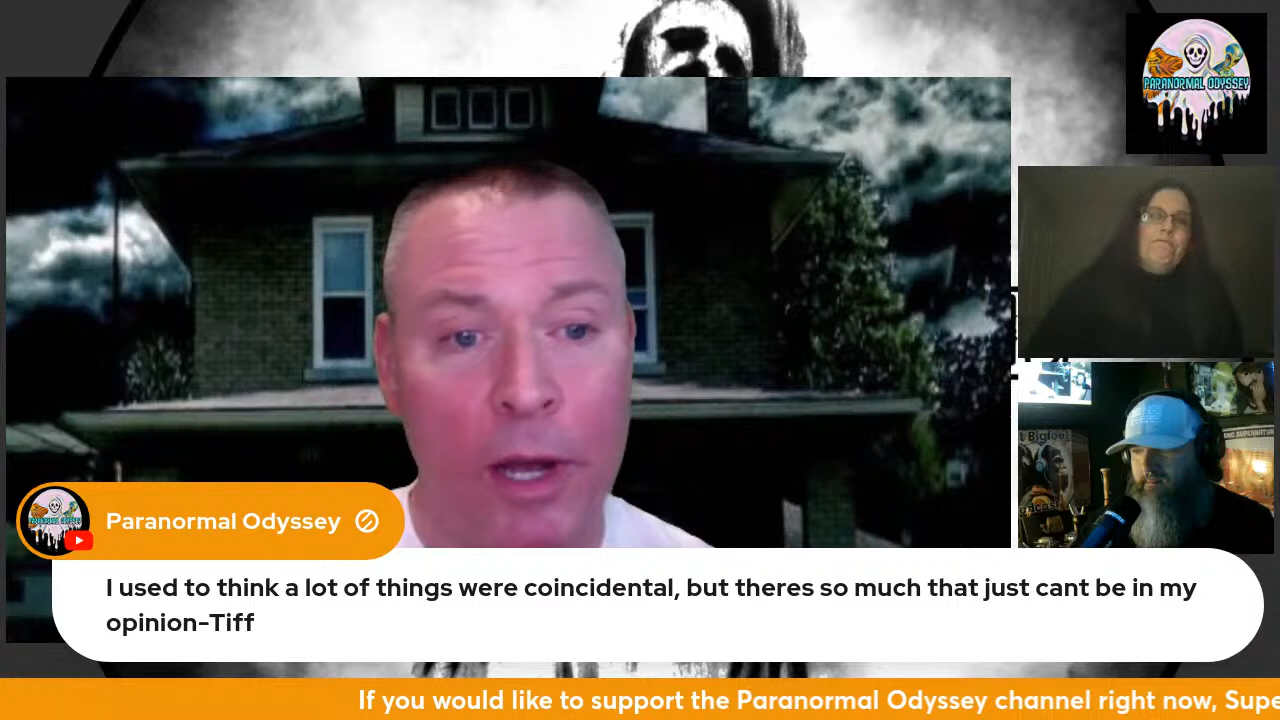 PARANORMAL ODYSSEY
Paranormal Odyssey
I used to think a lot of things were coincidental, but theres so much that just cant be in my
opinion-Tiff
If you would like to support the Paranormal Odyssey channel right now, Supe
Bigfoot